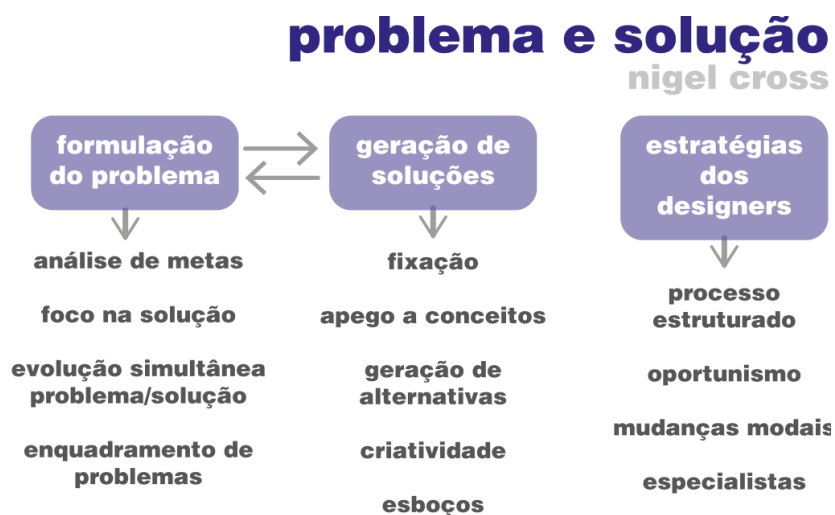 problema e solução
nigel cross
formulação
do problema
análise de metas
foco na solução
evolução simultânea
problema/solução
enquadramento de
problemas
geração de
soluções
fixação
apego a conceitos
geração de
alternativas
criatividade
esboços
estratégias
dos
designers
processo
estruturado
oportunismo
mudanças modais
especialistas